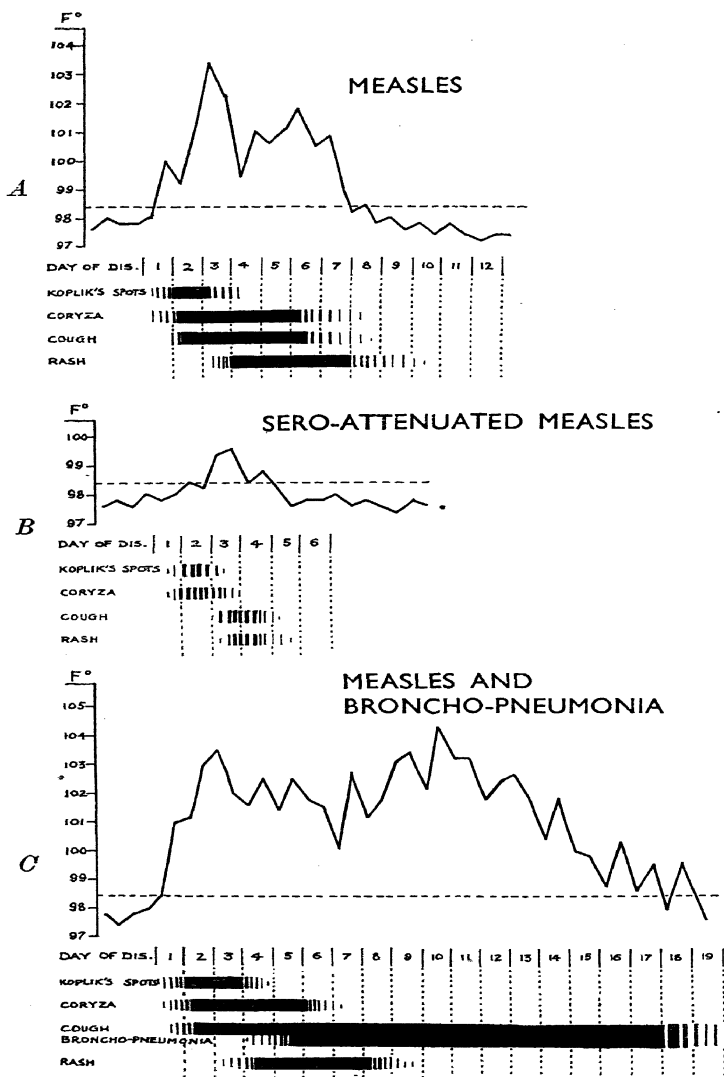 F°
104
MEASLES
103
102
101
100
A
99
98
97
DAY OF DIS. 1 2 3 4 5 6 7 8 9 10 11 12
KOPLIK'S SPOTS
CORYZA
COUGH
RASH
F°
SERO-ATTENUATED MEASLES
100
99
98
B
97
DAY OF DIS. 1 2 3 4 5 6
KOPLIK'S SPOTS
CORYZA
COUGH
RASH
F°
MEASLES AND
BRONCHO-PNEUMONIA
105
104
103
102
101
100
C
99
98
97
DAY OF DIS. 1 2 3 4 5 6 7 8 9 10 11 12 13 14 15 16 17 18 19
KOPLIK'S SPOTS
CORYZA
COUGH
BRONCHO-PNEUMONIA
RASH